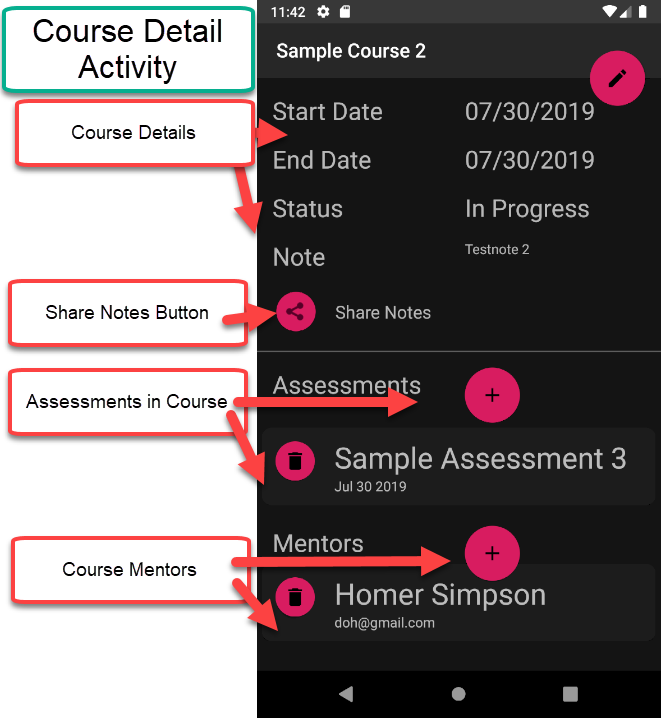 Course Detail
Activity
11:42
Sample Course 2
Course Details
Start Date 07/30/2019
End Date 07/30/2019
Status In Progress
Note Testnote 2
Share Notes Button
Share Notes
Assessments in Course
Assessments
+
Sample Assessment 3
Jul 30 2019
Course Mentors
Mentors
+
Homer Simpson
doh@gmail.com